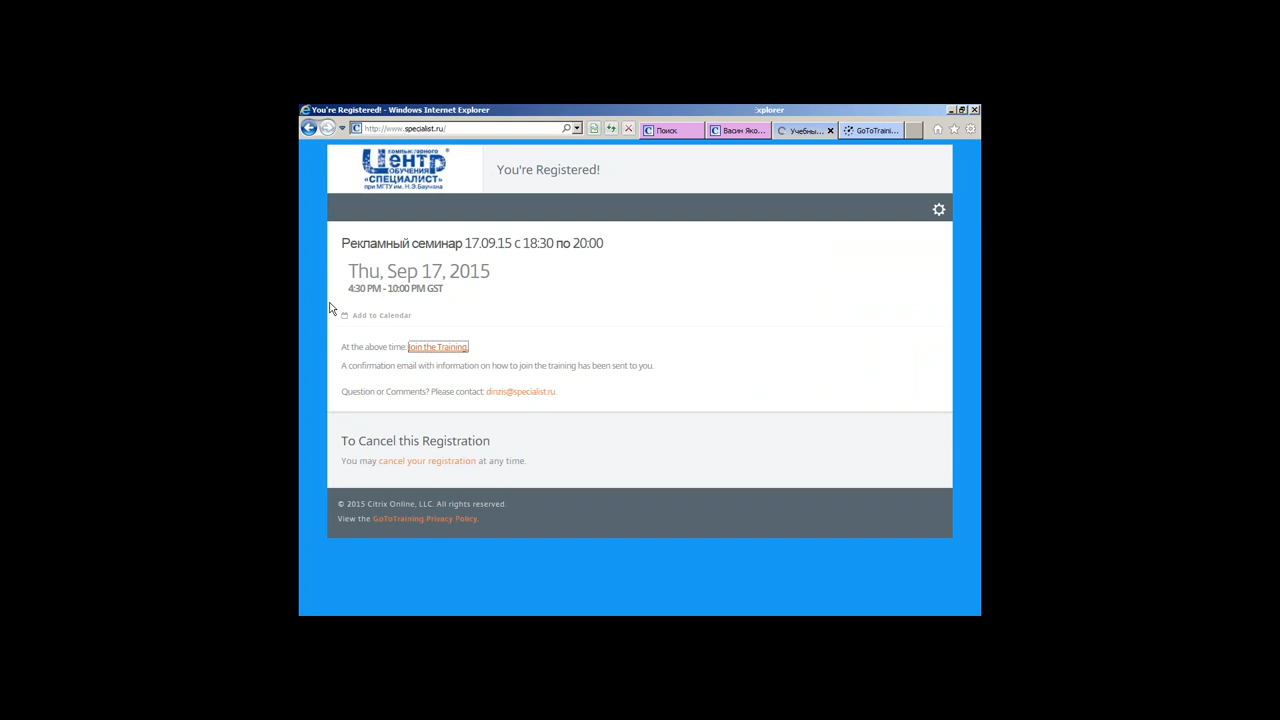 You're Registered! - Windows Internet Explorer
Explorer
http://www.specialist.ru/
Поиск
Васин Яко...
Учебны...
GoToTraini...
компьютерного
Центр
ОБУЧЕНИЯ
«СПЕЦИАЛИСТ»
при МГТУ им. Н.Э.Баумана
You're Registered!
Рекламный семинар 17.09.15 с 18:30 по 20:00
Thu, Sep 17, 2015
4:30 PM - 10:00 PM GST
Add to Calendar
At the above time: Join the Training.
A confirmation email with information on how to join the training has been sent to you.
Question or Comments? Please contact: dinzis@specialist.ru.
To Cancel this Registration
You may cancel your registration at any time.
© 2015 Citrix Online, LLC. All rights reserved.
View the GoToTraining Privacy Policy.